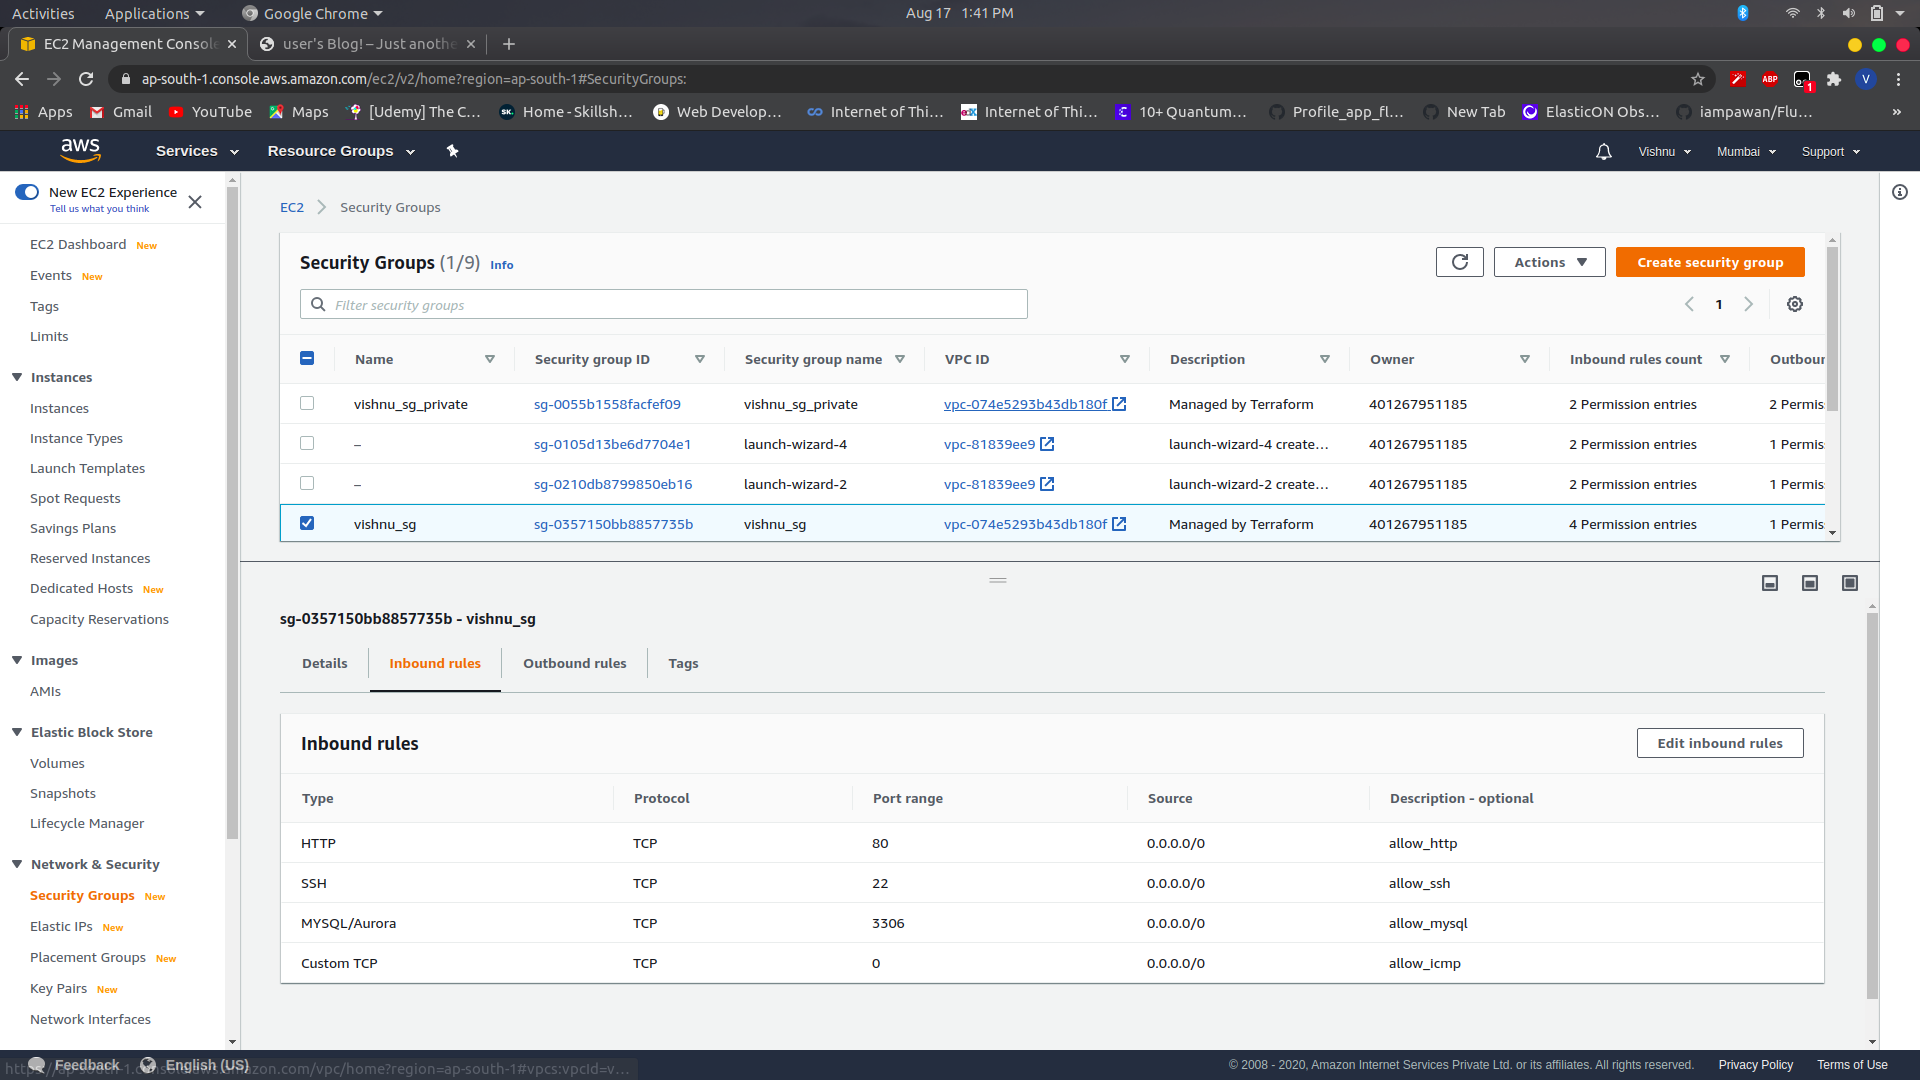 Activities Applications Google Chrome Aug 17 1:41 PM
EC2 Management Console user's Blog! – Just anothe
ap-south-1.console.aws.amazon.com/ec2/v2/home?region=ap-south-1#SecurityGroups: ABP 1 V
Apps Gmail YouTube Maps [Udemy] The C... Home - Skillsh... Web Develop... Internet of Thi... Internet of Thi... 10+ Quantum... Profile_app_fl... New Tab ElasticON Obs... iampawan/Flu... »
aws Services Resource Groups Vishnu Mumbai Support
New EC2 Experience
Tell us what you think
EC2 Dashboard New
Events New
Tags
Limits
Instances
Instances
Instance Types
Launch Templates
Spot Requests
Savings Plans
Reserved Instances
Dedicated Hosts New
Capacity Reservations
Images
AMIs
Elastic Block Store
Volumes
Snapshots
Lifecycle Manager
Network & Security
Security Groups New
Elastic IPs New
Placement Groups New
Key Pairs New
Network Interfaces
EC2 Security Groups
Security Groups (1/9) Info Actions Create security group
Filter security groups 1
Name Security group ID Security group name VPC ID Description Owner Inbound rules count Outboun
vishnu_sg_private sg-0055b1558facfef09 vishnu_sg_private vpc-074e5293b43db180f Managed by Terraform 401267951185 2 Permission entries 2 Permis
– sg-0105d13be6d7704e1 launch-wizard-4 vpc-81839ee9 launch-wizard-4 create... 401267951185 2 Permission entries 1 Permis
– sg-0210db8799850eb16 launch-wizard-2 vpc-81839ee9 launch-wizard-2 create... 401267951185 2 Permission entries 1 Permis
vishnu_sg sg-0357150bb8857735b vishnu_sg vpc-074e5293b43db180f Managed by Terraform 401267951185 4 Permission entries 1 Permis
sg-0357150bb8857735b - vishnu_sg
Details Inbound rules Outbound rules Tags
Inbound rules Edit inbound rules
Type Protocol Port range Source Description - optional
HTTP TCP 80 0.0.0.0/0 allow_http
SSH TCP 22 0.0.0.0/0 allow_ssh
MYSQL/Aurora TCP 3306 0.0.0.0/0 allow_mysql
Custom TCP TCP 0 0.0.0.0/0 allow_icmp
Feedback English (US) © 2008 - 2020, Amazon Internet Services Private Ltd. or its affiliates. All rights reserved. Privacy Policy Terms of Use
https://ap-south-1.console.aws.amazon.com/vpc/home?region=ap-south-1#vpcs:vpcId=v...